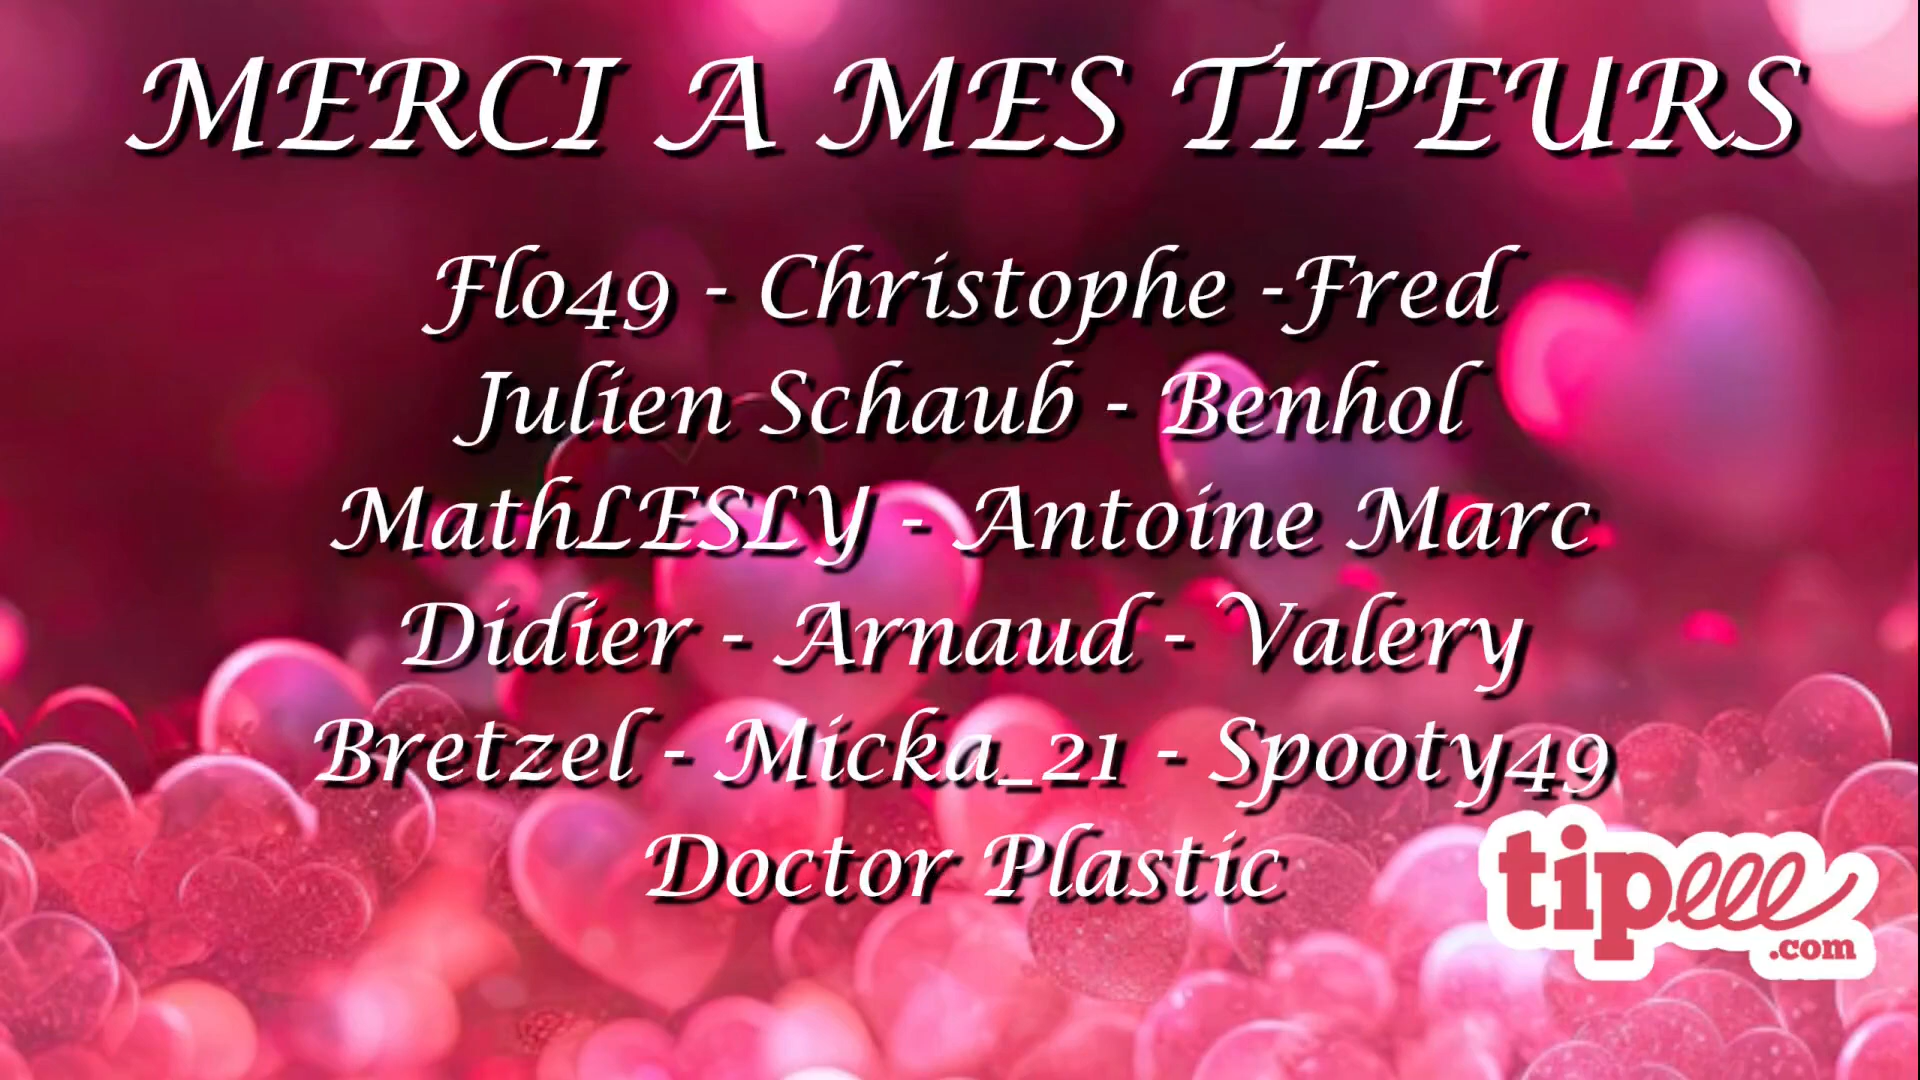 MERCI A MES TIPEURS
Flo49 - Christophe -Fred
Julien Schaub - Benhol
MathLESLY - Antoine Marc
Didier - Arnaud - Valery
Bretzel - Micka_21 - Spooty49
Doctor Plastic
tipeee
.com